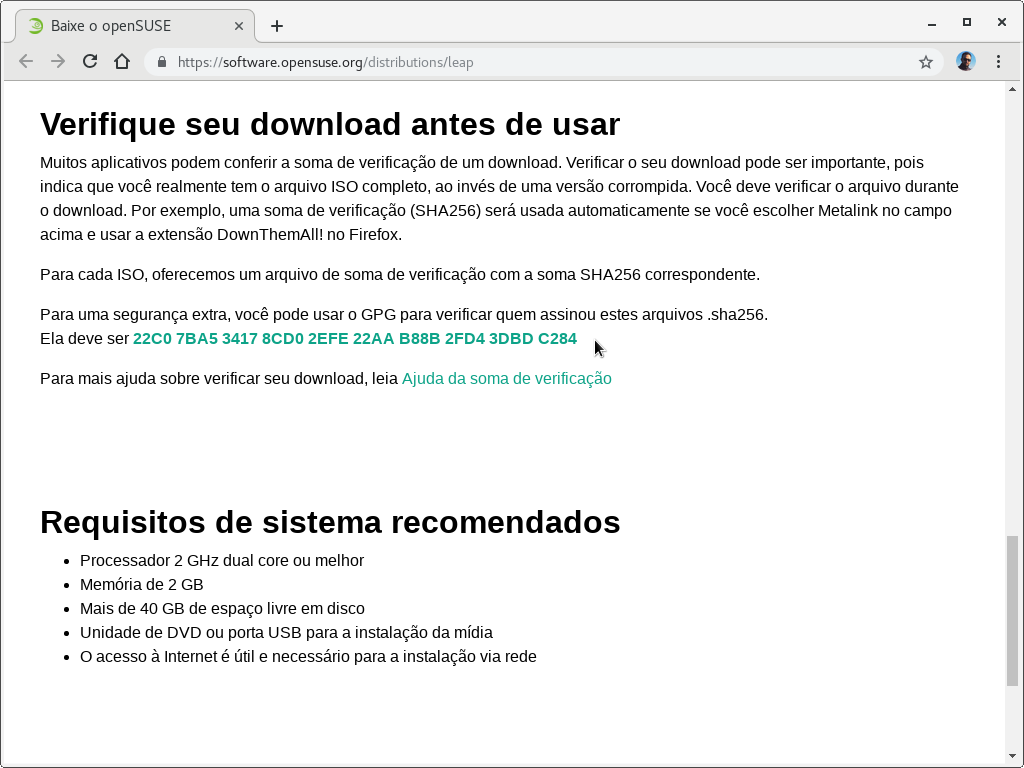 Baixe o openSUSE
https://software.opensuse.org/distributions/leap
Verifique seu download antes de usar
Muitos aplicativos podem conferir a soma de verificação de um download. Verificar o seu download pode ser importante, pois
indica que você realmente tem o arquivo ISO completo, ao invés de uma versão corrompida. Você deve verificar o arquivo durante
o download. Por exemplo, uma soma de verificação (SHA256) será usada automaticamente se você escolher Metalink no campo
acima e usar a extensão DownThemAll! no Firefox.
Para cada ISO, oferecemos um arquivo de soma de verificação com a soma SHA256 correspondente.
Para uma segurança extra, você pode usar o GPG para verificar quem assinou estes arquivos .sha256.
Ela deve ser 22C0 7BA5 3417 8CD0 2EFE 22AA B88B 2FD4 3DBD C284
Para mais ajuda sobre verificar seu download, leia Ajuda da soma de verificação
Requisitos de sistema recomendados
• Processador 2 GHz dual core ou melhor
• Memória de 2 GB
• Mais de 40 GB de espaço livre em disco
• Unidade de DVD ou porta USB para a instalação da mídia
• O acesso à Internet é útil e necessário para a instalação via rede